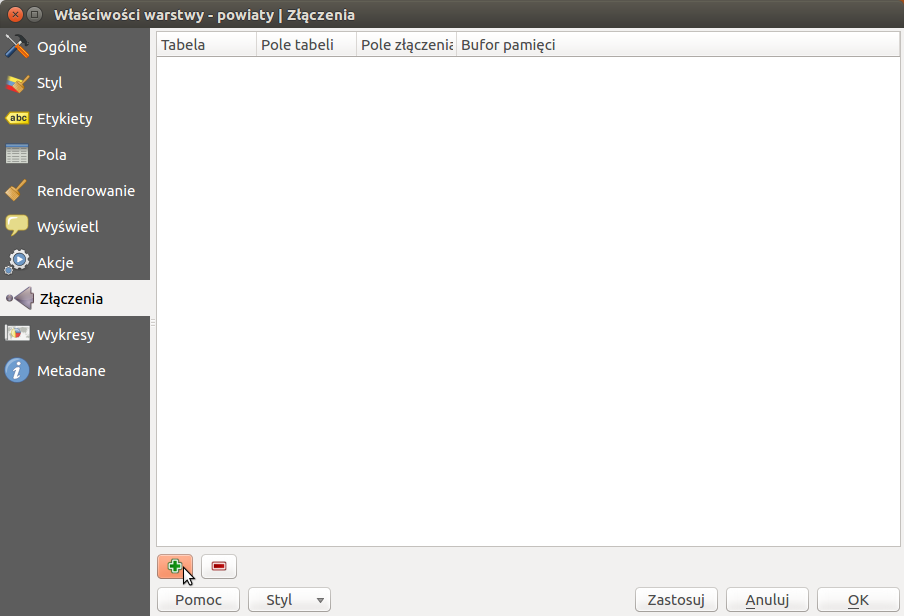 Właściwości warstwy - powiaty | Złączenia
Ogólne
Styl
abc Etykiety
Pola
Renderowanie
Wyświetl
Akcje
Złączenia
Wykresy
i Metadane
Tabela Pole tabeli Pole złączenia Bufor pamięci
Pomoc Styl Zastosuj Anuluj OK